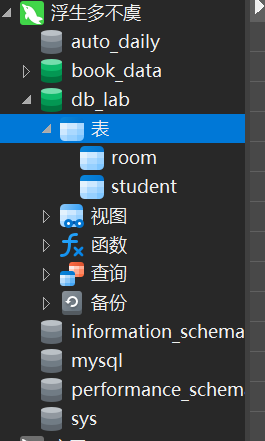 浮生多不虞
auto_daily
book_data
db_lab
表
room
student
视图
函数
查询
备份
information_schema
mysql
performance_schem
sys